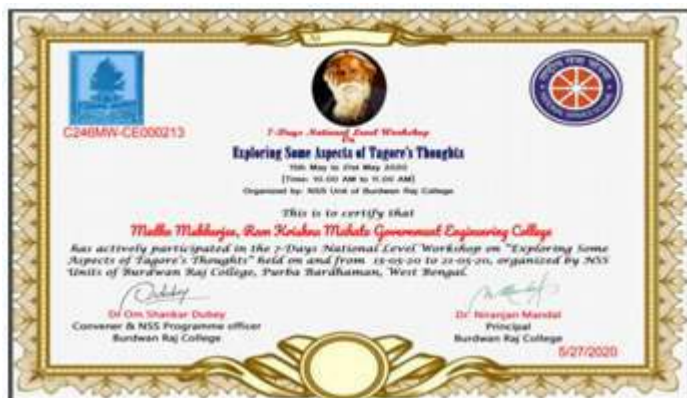 C246MW-CE000213
7-Days National Level Workshop
On
Exploring Some Aspects of Tagore's Thoughts
15th May to 21st May 2020
[Time: 10.00 AM to 11.00 AM]
Organized by: NSS Unit of Burdwan Raj College
This is to certify that
Madhu Mukherjee, Ram Krishna Mahato Government Engineering College
has actively participated in the 7-Days National Level Workshop on "Exploring Some
Aspects of Tagore's Thoughts" held on and from 15-05-20 to 21-05-20, organized by NSS
Units of Burdwan Raj College, Purba Bardhaman, West Bengal.
Dr Om Shankar Dubey
Convener & NSS Programme officer
Burdwan Raj College
Dr. Niranjan Mandal
Principal
Burdwan Raj College
5/27/2020